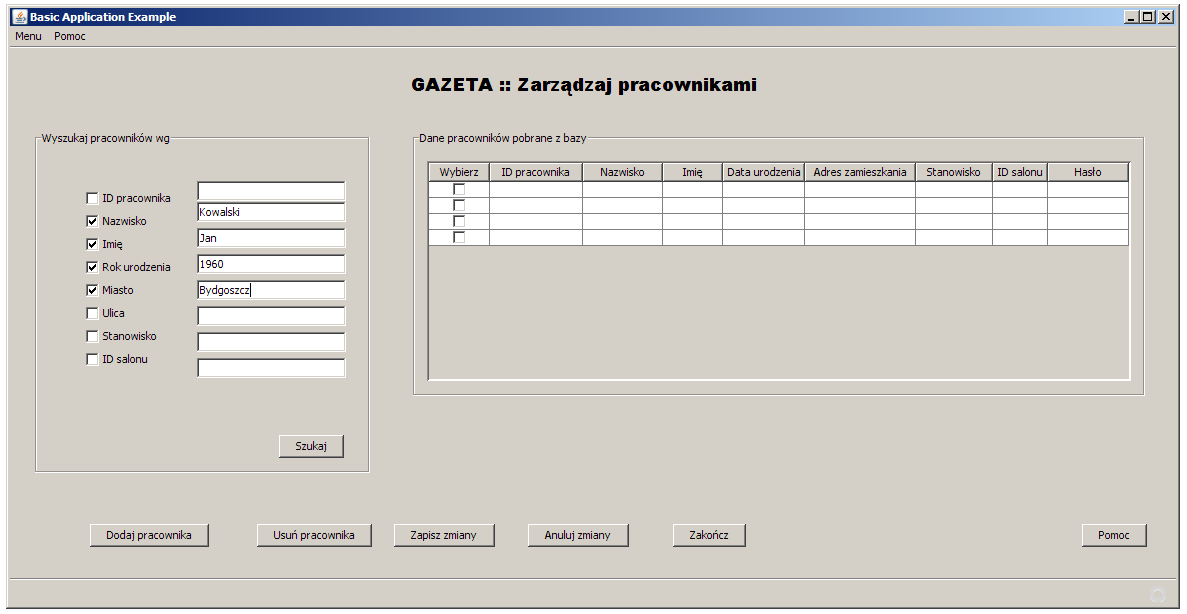 Basic Application Example
Menu Pomoc
GAZETA :: Zarządzaj pracownikami
Wyszukaj pracowników wg
ID pracownika
Nazwisko Kowalski
Imię Jan
Rok urodzenia 1960
Miasto Bydgoszcz
Ulica
Stanowisko
ID salonu
Szukaj
Dane pracowników pobrane z bazy
Wybierz ID pracownika Nazwisko Imię Data urodzenia Adres zamieszkania Stanowisko ID salonu Hasło
Dodaj pracownika Usuń pracownika Zapisz zmiany Anuluj zmiany Zakończ Pomoc